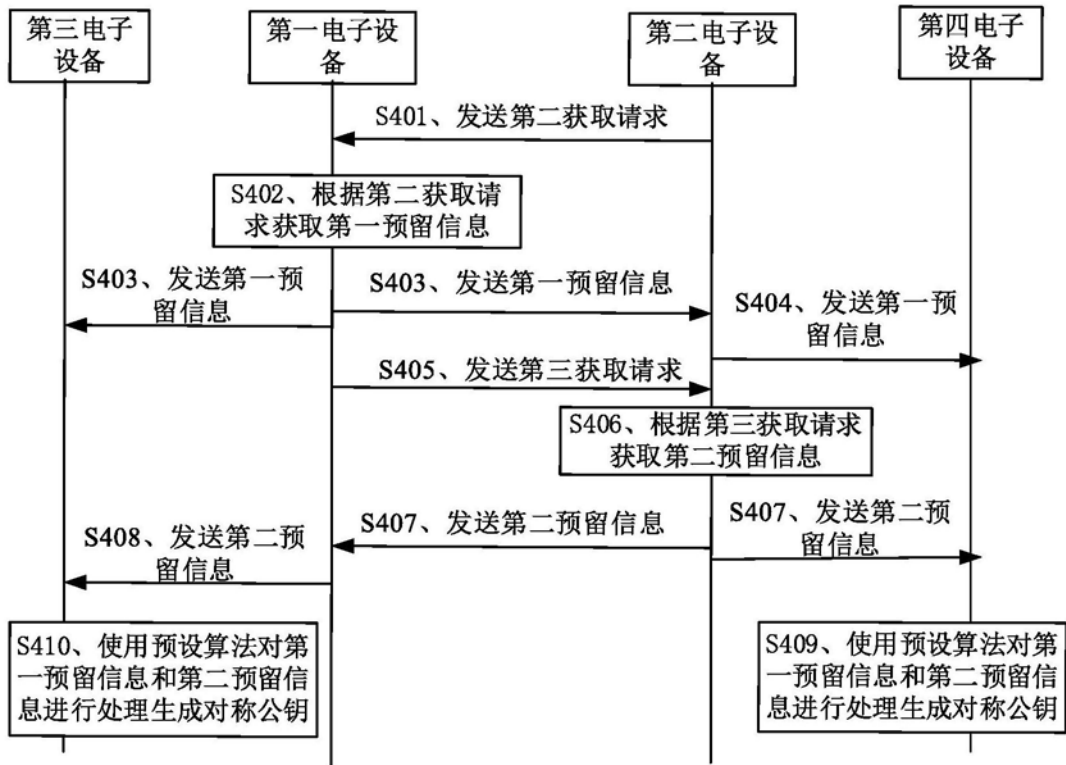 第三电子
设备
第一电子设
备
第二电子设
备
第四电子
设备
S401、发送第二获取请求
S402、根据第二获取请
求获取第一预留信息
S403、发送第一预
留信息
S403、发送第一预留信息
S404、发送第一预
留信息
S405、发送第三获取请求
S406、根据第三获取请求
获取第二预留信息
S407、发送第二预留信息
S407、发送第二预
留信息
S408、发送第二预
留信息
S410、使用预设算法对第
一预留信息和第二预留信
息进行处理生成对称公钥
S409、使用预设算法对第
一预留信息和第二预留信
息进行处理生成对称公钥